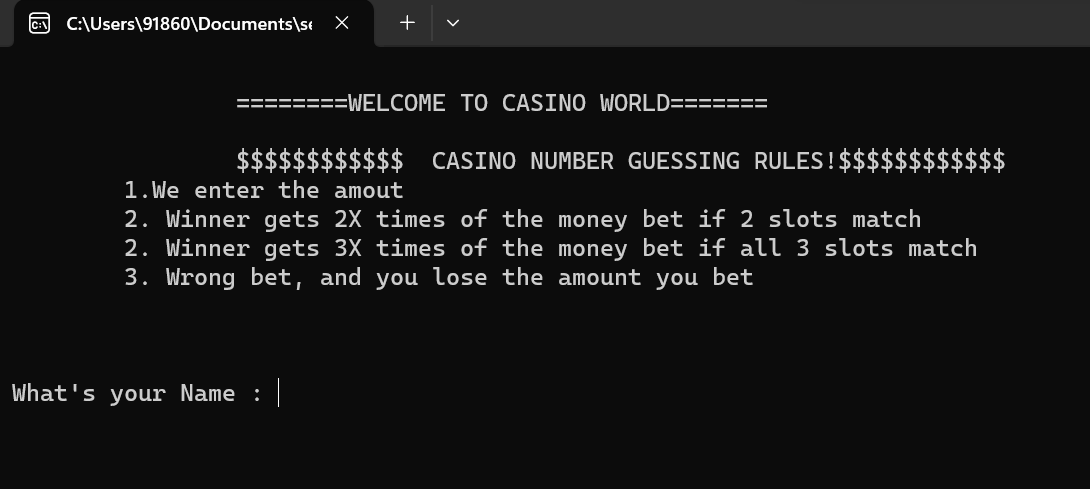 C:\Users\91860\Documents\se
========WELCOME TO CASINO WORLD=======
$$$$$$$$$$$$  CASINO NUMBER GUESSING RULES!$$$$$$$$$$$$
1.We enter the amout
2. Winner gets 2X times of the money bet if 2 slots match
2. Winner gets 3X times of the money bet if all 3 slots match
3. Wrong bet, and you lose the amount you bet
What's your Name :